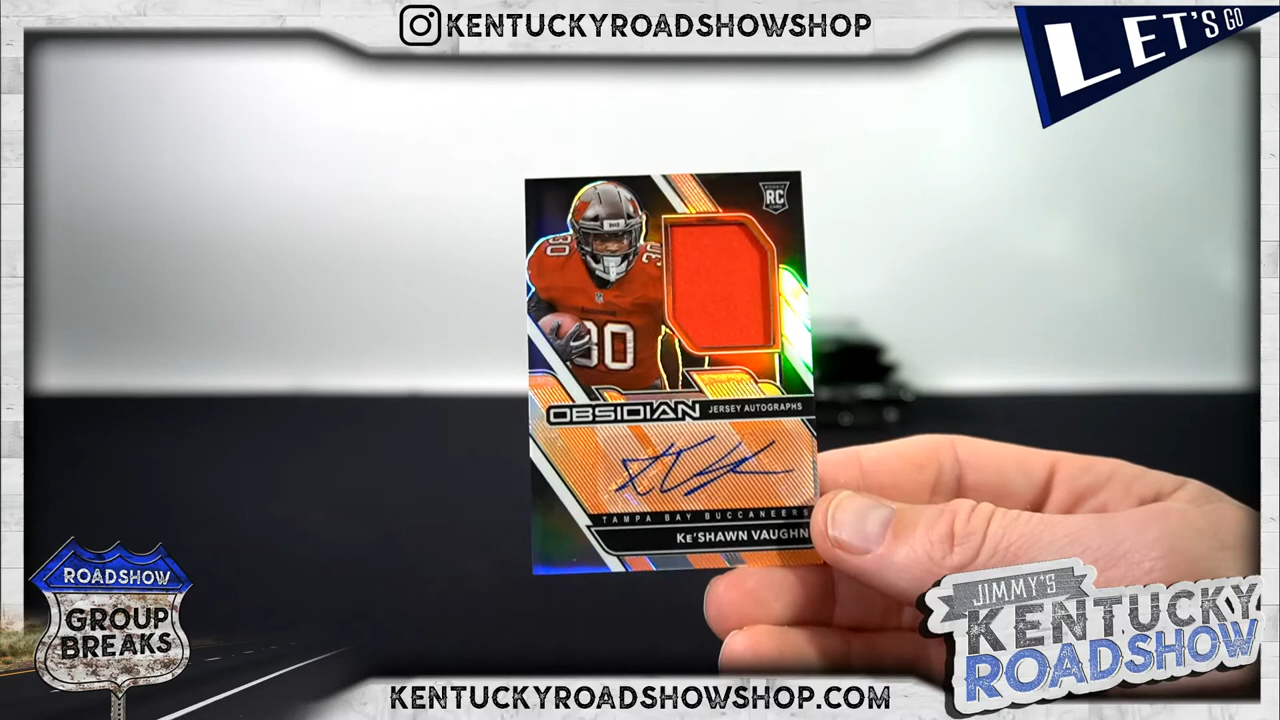 KENTUCKYROADSHOWSHOP
LET'S GO
RC
30
30
30
OBSIDIAN JERSEY AUTOGRAPHS
TAMPA BAY BUCCANEERS
KE'SHAWN VAUGHN
ROADSHOW
GROUP
BREAKS
JIMMY'S
KENTUCKY
ROADSHOW
KENTUCKYROADSHOWSHOP.COM